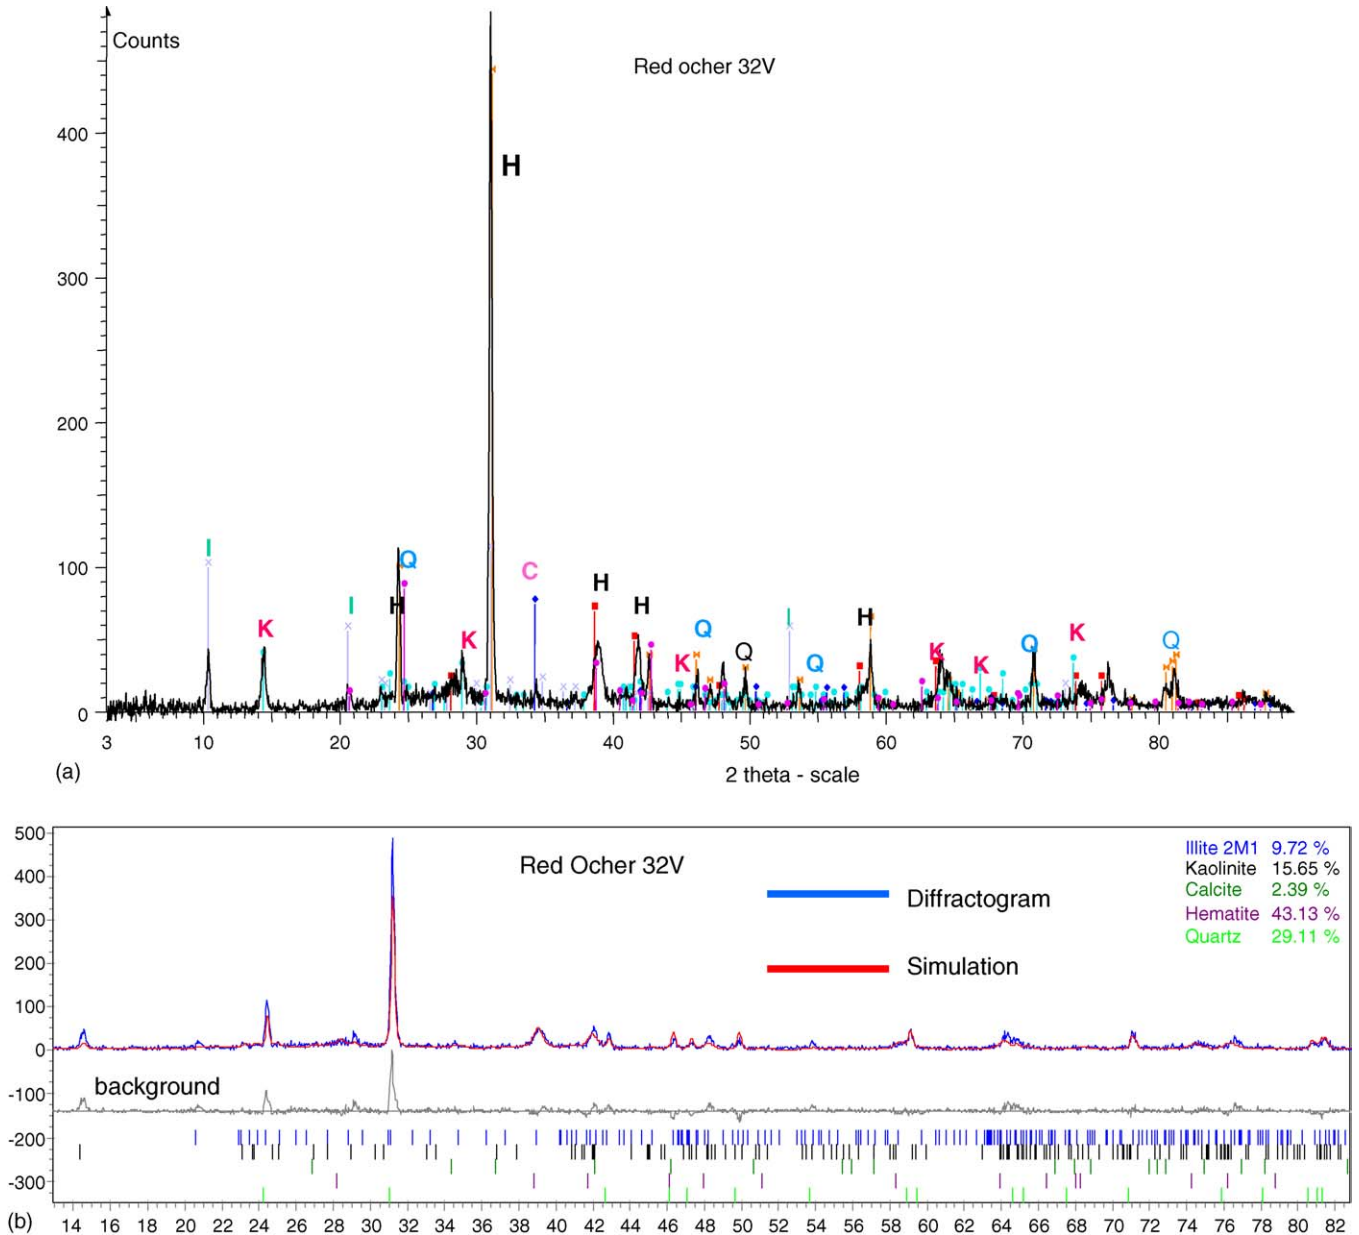 Counts
Red ocher 32V
400
H
300
200
I
100
Q
C
I
H
H
H
H
I
K
K
Q
K
Q
Q
K
K
Q
K
Q
0
3 10 20 30 40 50 60 70 80
2 theta - scale
(a)
500
400
300
200
100
0
-100
-200
-300
Red Ocher 32V
Diffractogram
Simulation
Illite 2M1 9.72 %
Kaolinite 15.65 %
Calcite 2.39 %
Hematite 43.13 %
Quartz 29.11 %
background
14 16 18 20 22 24 26 28 30 32 34 36 38 40 42 44 46 48 50 52 54 56 58 60 62 64 66 68 70 72 74 76 78 80 82
(b)